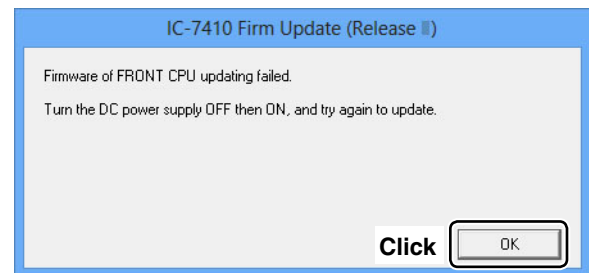 IC-7410 Firm Update (Release )
Firmware of FRONT CPU updating failed.
Turn the DC power supply OFF then ON, and try again to update.
Click OK